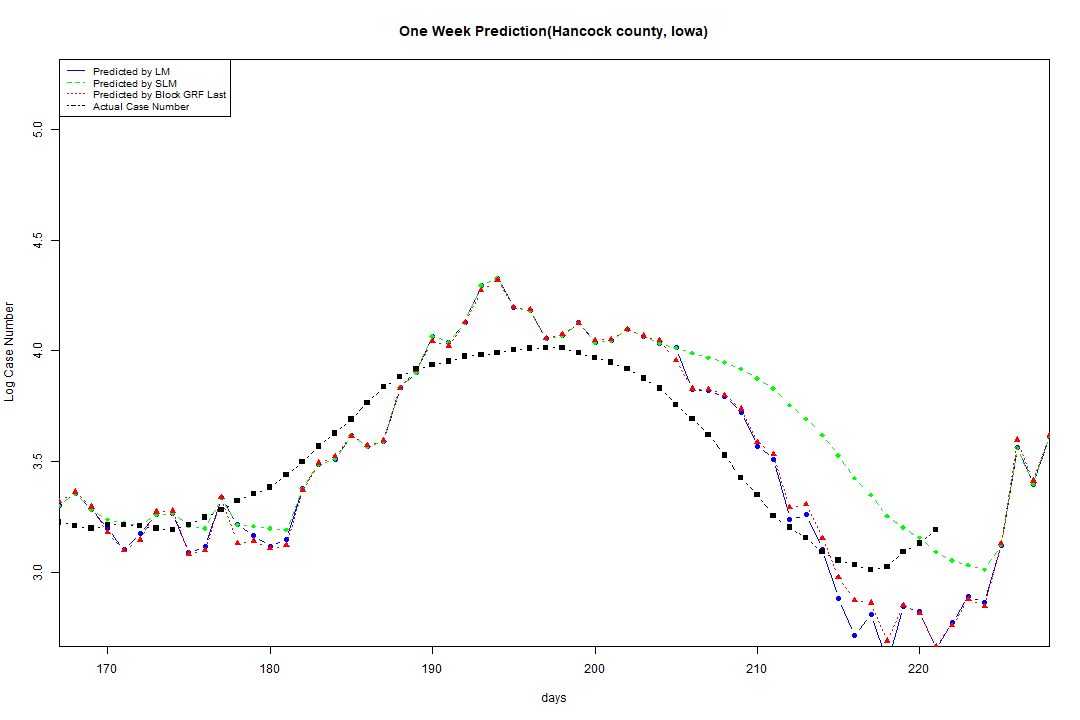 One Week Prediction(Hancock county, Iowa)
Predicted by LM
Predicted by SLM
Predicted by Block GRF Last
Actual Case Number
5.0
4.5
4.0
3.5
3.0
Log Case Number
170 180 190 200 210 220
days